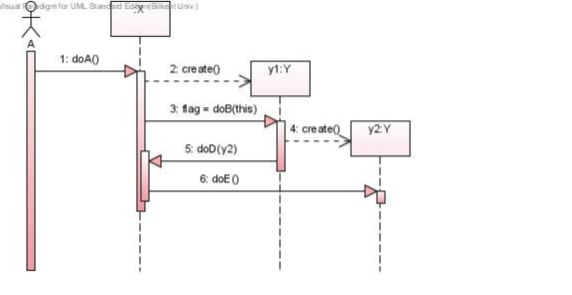 Visual Paradigm for UML Standard Edition(Bilkent Univ.)
:X
A
1: doA()
2: create()
y1:Y
3: flag = doB(this)
4: create()
y2:Y
5: doD(y2)
6: doE()